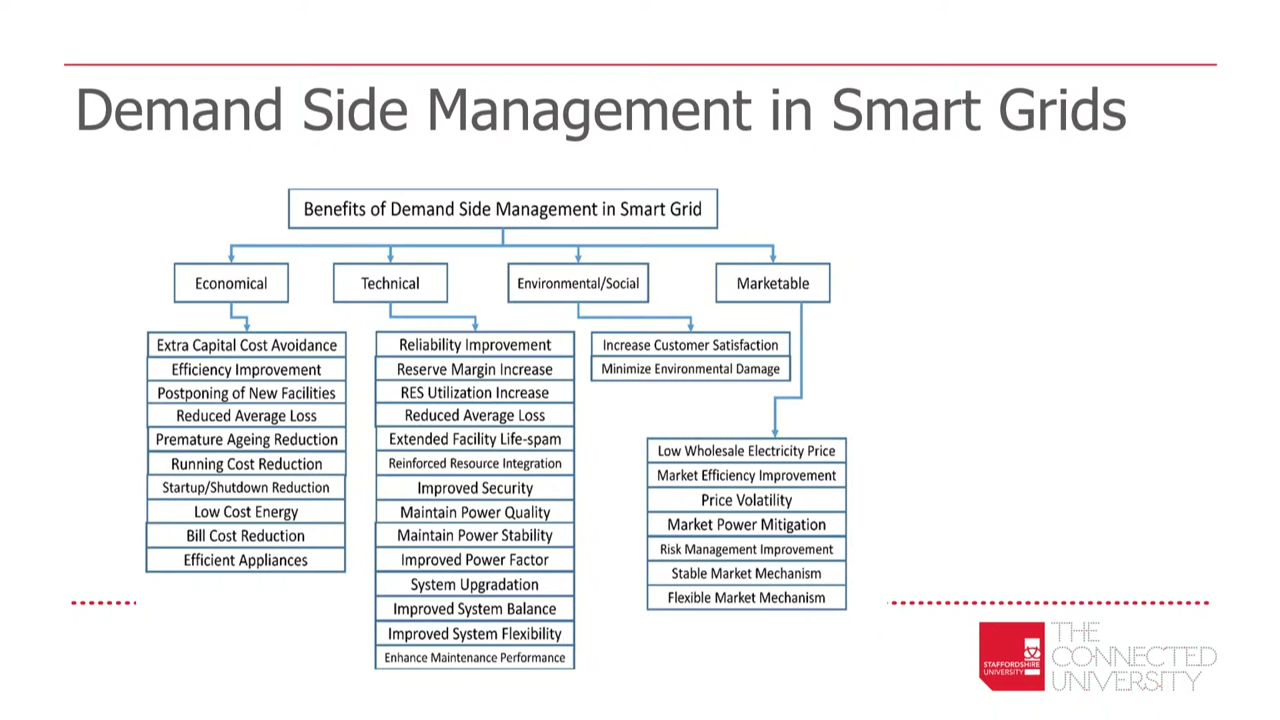 Demand Side Management in Smart Grids
Benefits of Demand Side Management in Smart Grid
Economical
Technical
Environmental/Social
Marketable
Extra Capital Cost Avoidance
Efficiency Improvement
Postponing of New Facilities
Reduced Average Loss
Premature Ageing Reduction
Running Cost Reduction
Startup/Shutdown Reduction
Low Cost Energy
Bill Cost Reduction
Efficient Appliances
Reliability Improvement
Reserve Margin Increase
RES Utilization Increase
Reduced Average Loss
Extended Facility Life-spam
Reinforced Resource Integration
Improved Security
Maintain Power Quality
Maintain Power Stability
Improved Power Factor
System Upgradation
Improved System Balance
Improved System Flexibility
Enhance Maintenance Performance
Increase Customer Satisfaction
Minimize Environmental Damage
Low Wholesale Electricity Price
Market Efficiency Improvement
Price Volatility
Market Power Mitigation
Risk Management Improvement
Stable Market Mechanism
Flexible Market Mechanism
STAFFORDSHIRE
UNIVERSITY
THE
CONNECTED
UNIVERSITY